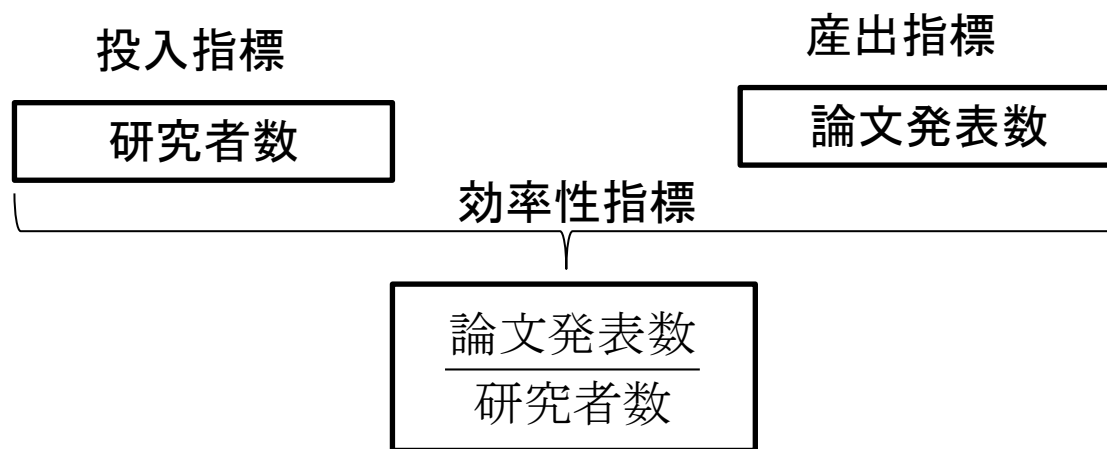 投入指標
産出指標
研究者数
論文発表数
効率性指標
論文発表数
研究者数